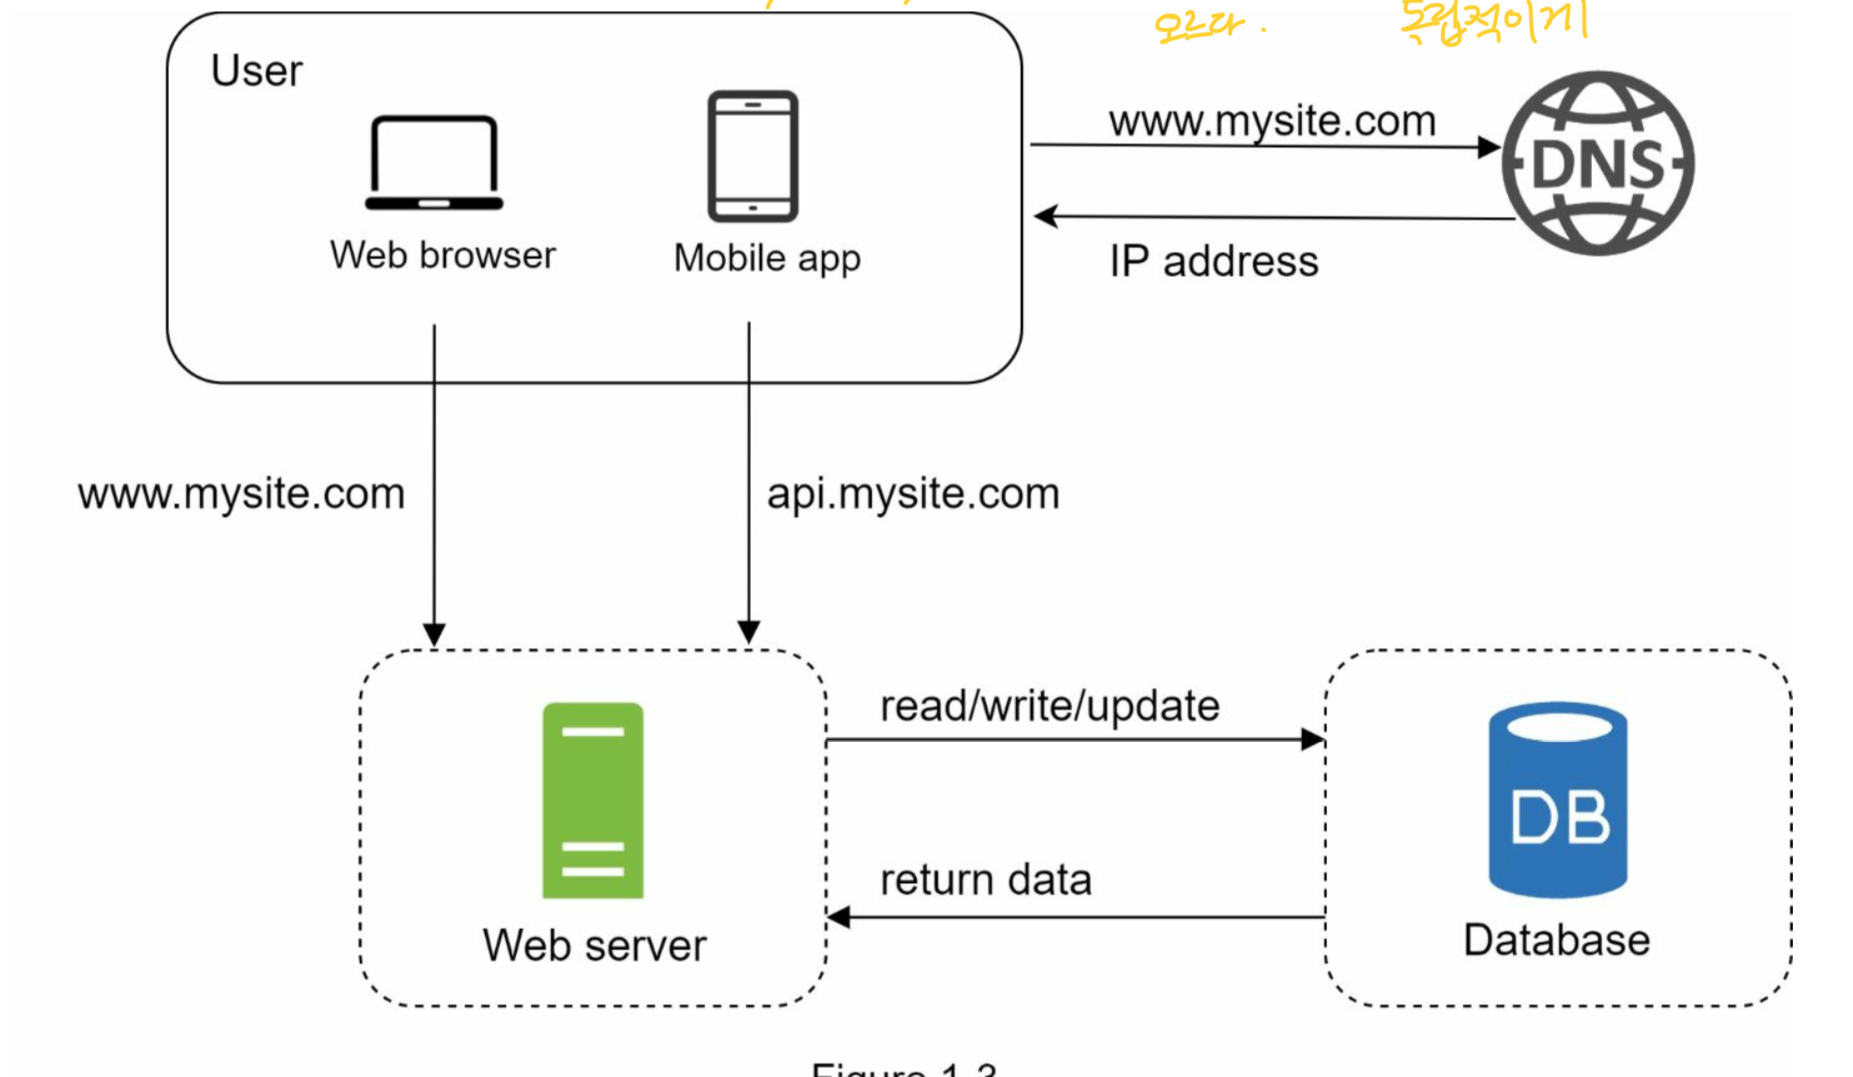 오르다. 독립적이게
User
www.mysite.com
DNS
Web browser
Mobile app
IP address
www.mysite.com
api.mysite.com
read/write/update
DB
return data
Web server
Database
Figure 1-3